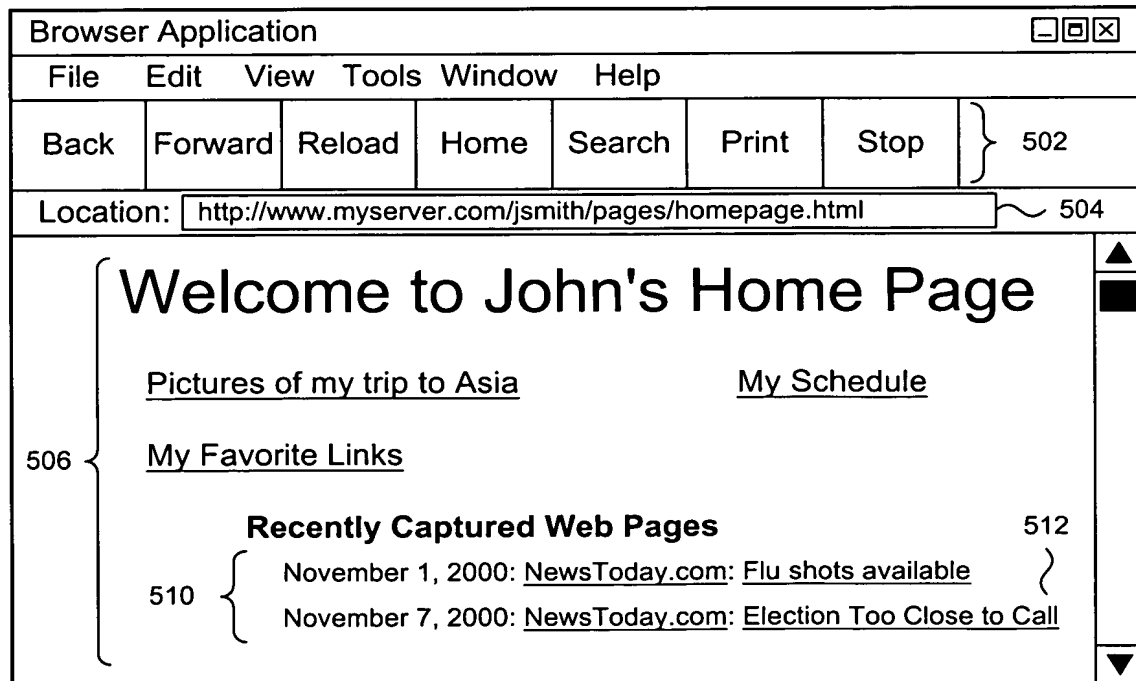 Browser Application
File Edit View Tools Window Help
Back Forward Reload Home Search Print Stop 502
Location: http://www.myserver.com/jsmith/pages/homepage.html 504
Welcome to John's Home Page
Pictures of my trip to Asia My Schedule
506 My Favorite Links
Recently Captured Web Pages 512
November 1, 2000: NewsToday.com: Flu shots available
510
November 7, 2000: NewsToday.com: Election Too Close to Call